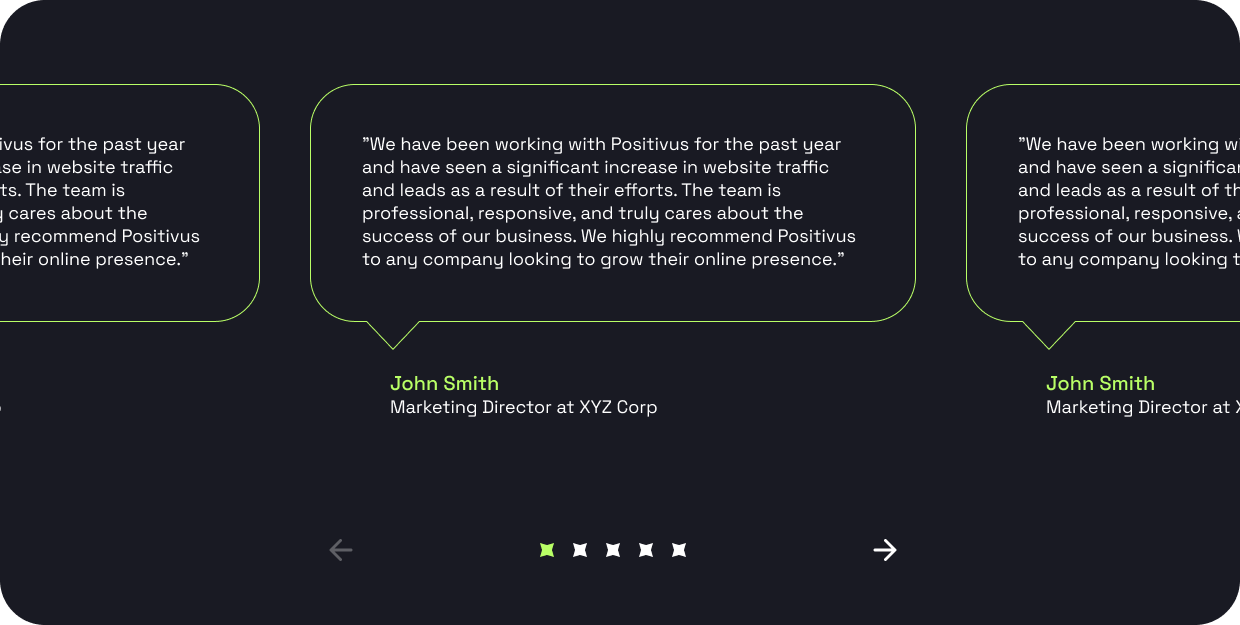 ivus for the past year
ase in website traffic
ts. The team is
cares about the
recommend Positivus
heir online presence.”
”We have been working with Positivus for the past year
and have seen a significant increase in website traffic
and leads as a result of their efforts. The team is
professional, responsive, and truly cares about the
success of our business. We highly recommend Positivus
to any company looking to grow their online presence.”
John Smith
Marketing Director at XYZ Corp
”We have been working wi
and have seen a significan
and leads as a result of th
professional, responsive, a
success of our business. W
to any company looking t
John Smith
Marketing Director at X